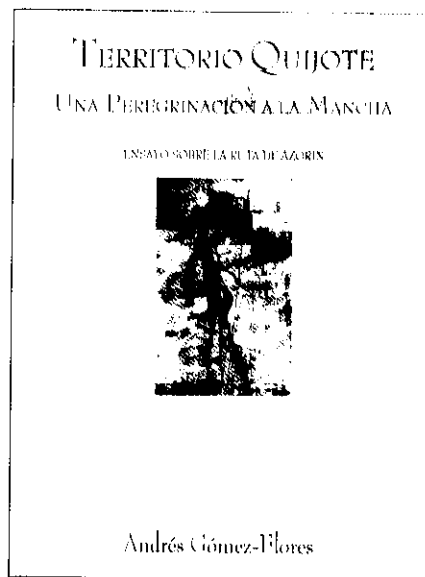 TERRITORIO QUIJOTE
UNA PEREGRINACIÓN A LA MANCHA
ENSAYO SOBRE LA RUTA DE AZORÍN
Andrés Gómez-Flores